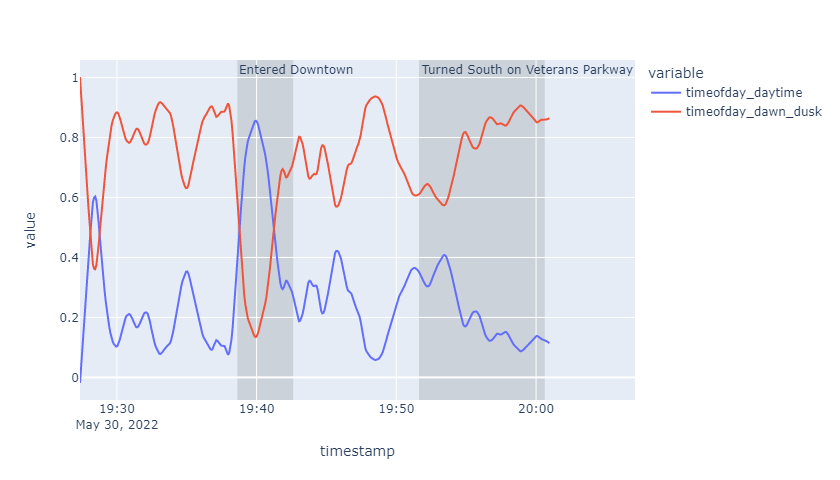 Entered Downtown
Turned South on Veterans Parkway
variable
timeofday_daytime
timeofday_dawn_dusk
1
0.8
0.6
0.4
0.2
0
value
19:30
19:40
19:50
20:00
May 30, 2022
timestamp